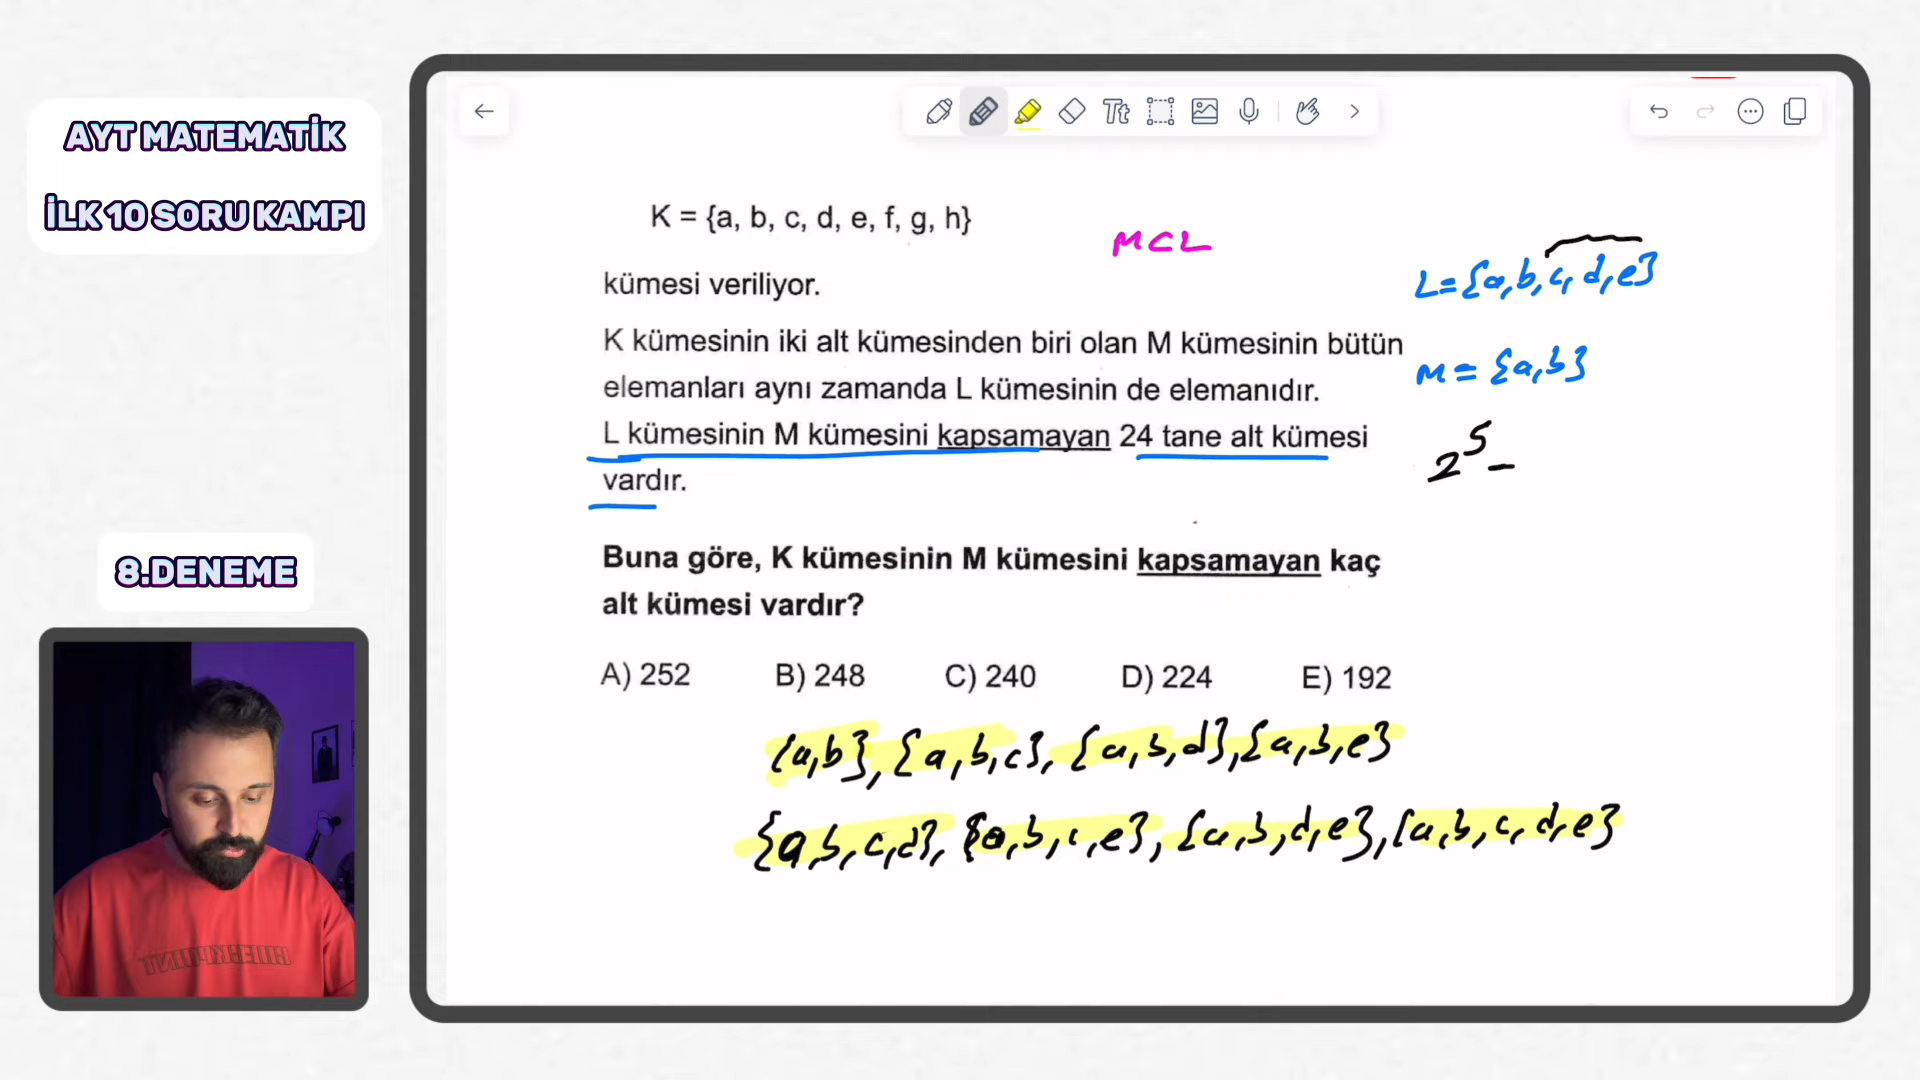 AYT MATEMATİK
İLK 10 SORU KAMPI
8.DENEME
Tt
K = {a, b, c, d, e, f, g, h}
MCL
kümesi veriliyor.
L={a,b,c,d,e}
K kümesinin iki alt kümesinden biri olan M kümesinin bütün
elemanları aynı zamanda L kümesinin de elemanıdır.
M = {a,b}
L kümesinin M kümesini kapsamayan 24 tane alt kümesi
vardır.
2⁵ –
Buna göre, K kümesinin M kümesini kapsamayan kaç
alt kümesi vardır?
A) 252 B) 248 C) 240 D) 224 E) 192
{a,b}, {a,b,c}, {a,b,d},{a,b,e}
{a,b,c,d}, {a,b,c,e}, {a,b,d,e}, {a,b,c,d,e}